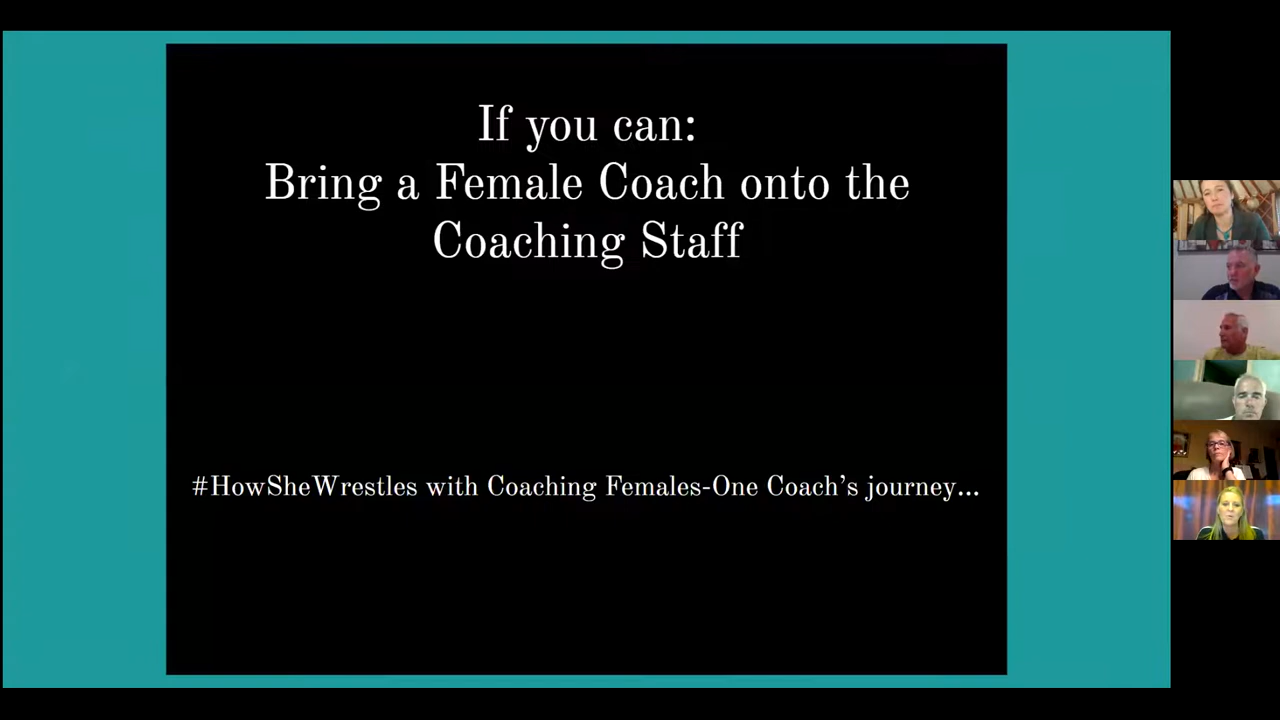 If you can:
Bring a Female Coach onto the
Coaching Staff
#HowSheWrestles with Coaching Females-One Coach’s journey...